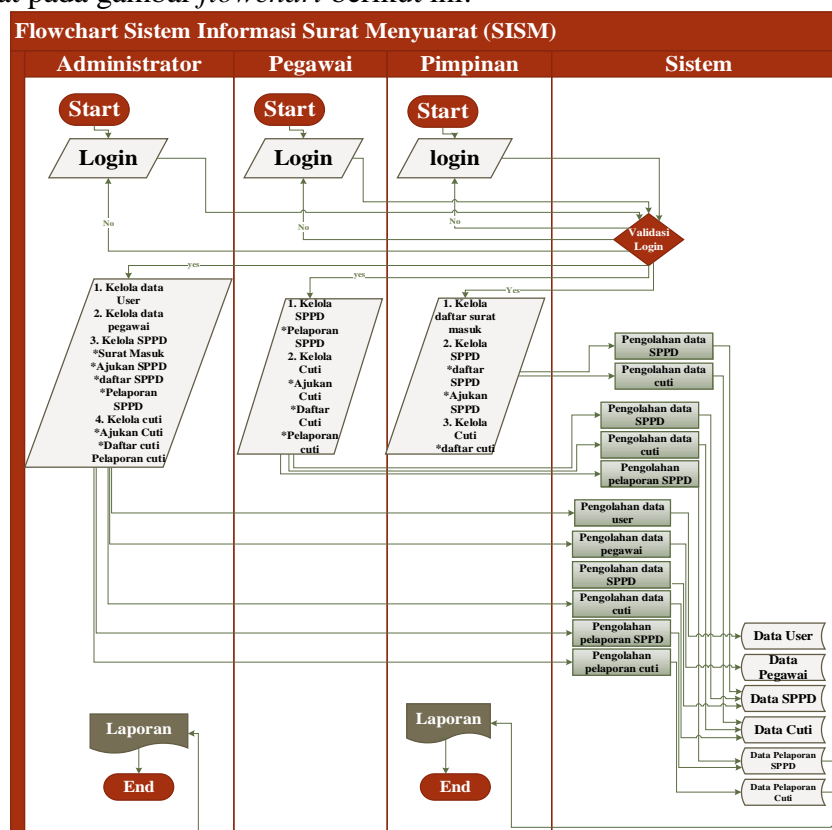 at pada gambar flowchart berikut ini:
Flowchart Sistem Informasi Surat Menyuarat (SISM)
Administrator
Pegawai
Pimpinan
Sistem
Start
Start
Start
Login
Login
login
No
No
No
Validasi
Login
yes
yes
Yes
1. Kelola data
User
2. Kelola data
pegawai
3. Kelola SPPD
*Surat Masuk
*Ajukan SPPD
*daftar SPPD
*Pelaporan
SPPD
4. Kelola cuti
*Ajukan Cuti
*Daftar cuti
Pelaporan cuti
1. Kelola
SPPD
*Pelaporan
SPPD
2. Kelola
Cuti
*Ajukan
Cuti
*Daftar
Cuti
*Pelaporan
cuti
1. Kelola
daftar surat
masuk
2. Kelola
SPPD
*daftar
SPPD
*Ajukan
SPPD
3. Kelola
Cuti
*daftar cuti
Pengolahan data
SPPD
Pengolahan data
cuti
Pengolahan data
SPPD
Pengolahan data
cuti
Pengolahan
pelaporan SPPD
Pengolahan data
user
Pengolahan data
pegawai
Pengolahan data
SPPD
Pengolahan data
cuti
Pengolahan
pelaporan SPPD
Pengolahan
pelaporan cuti
Data User
Data
Pegawai
Data SPPD
Data Cuti
Data Pelaporan
SPPD
Data Pelaporan
Cuti
Laporan
Laporan
End
End